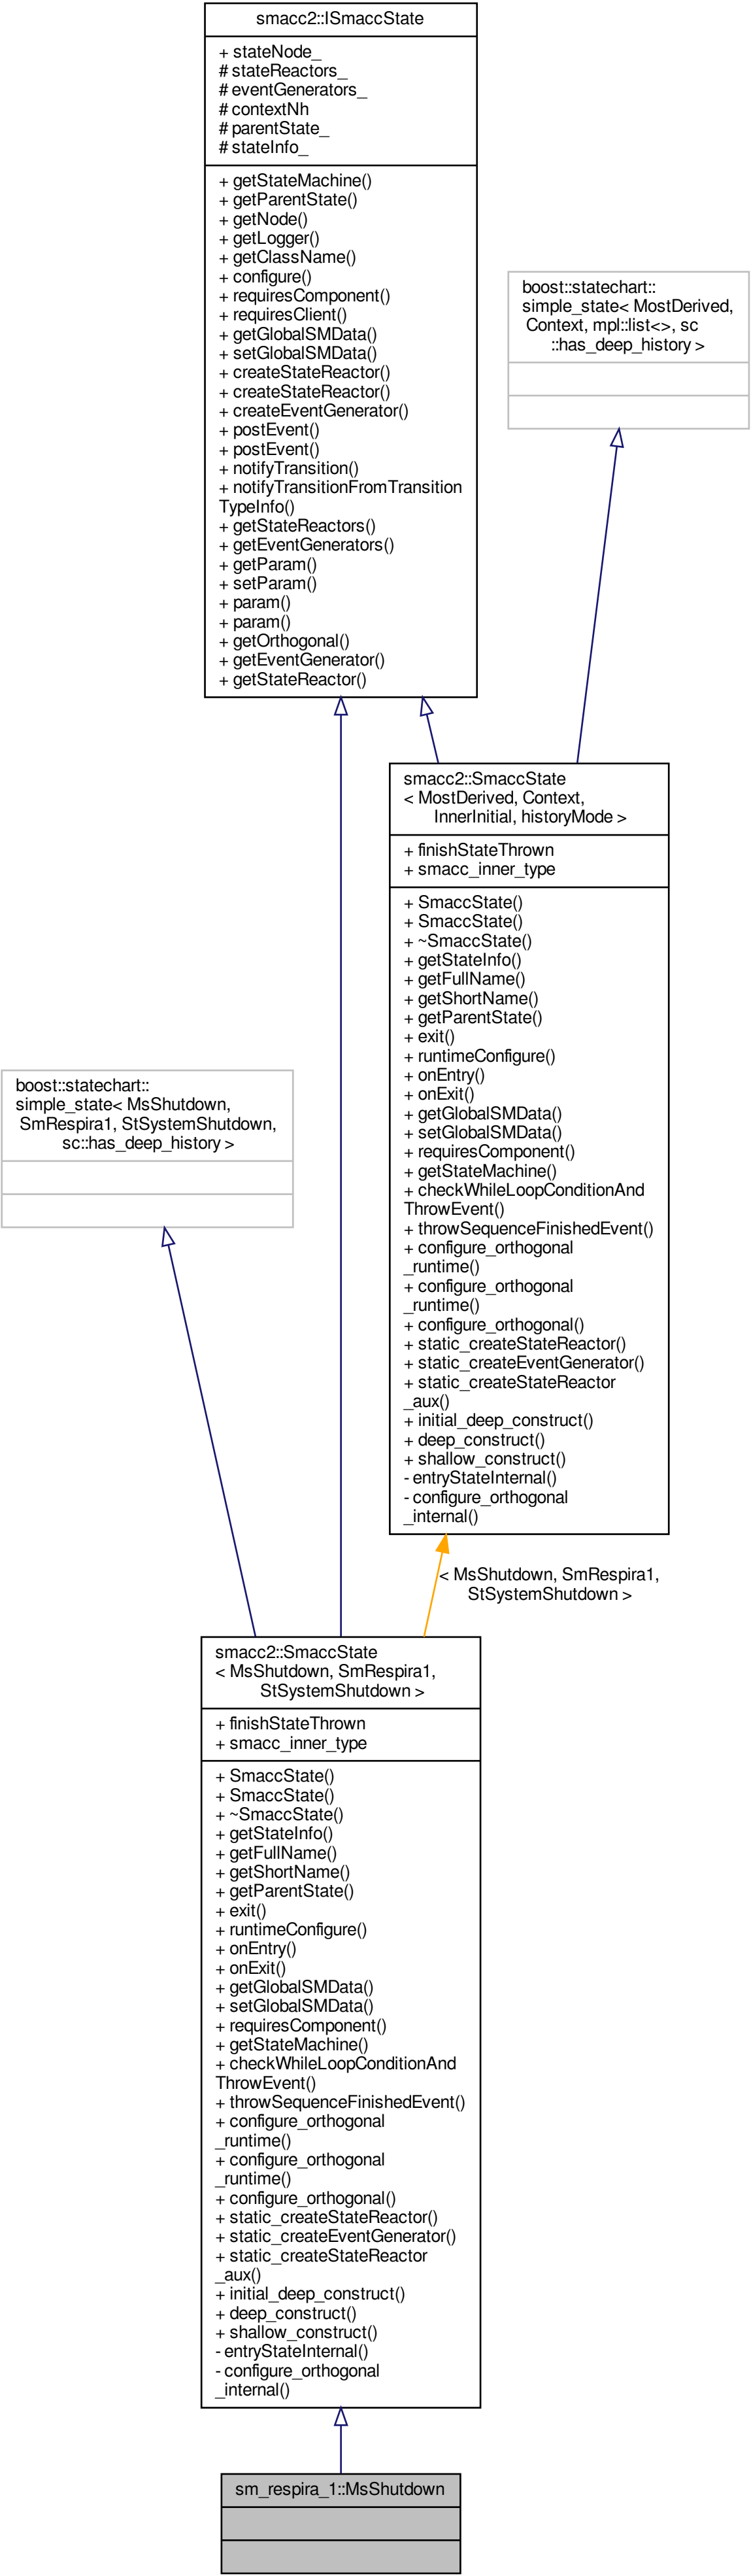 smacc2::ISmaccState
+ stateNode_
# stateReactors_
# eventGenerators_
# contextNh
# parentState_
# stateInfo_
+ getStateMachine()
+ getParentState()
+ getNode()
+ getLogger()
+ getClassName()
+ configure()
+ requiresComponent()
+ requiresClient()
+ getGlobalSMData()
+ setGlobalSMData()
+ createStateReactor()
+ createStateReactor()
+ createEventGenerator()
+ postEvent()
+ postEvent()
+ notifyTransition()
+ notifyTransitionFromTransition
TypeInfo()
+ getStateReactors()
+ getEventGenerators()
+ getParam()
+ setParam()
+ param()
+ param()
+ getOrthogonal()
+ getEventGenerator()
+ getStateReactor()
boost::statechart::
simple_state< MostDerived,
Context, mpl::list<>, sc
::has_deep_history >
smacc2::SmaccState
< MostDerived, Context,
InnerInitial, historyMode >
+ finishStateThrown
+ smacc_inner_type
+ SmaccState()
+ SmaccState()
+ ~SmaccState()
+ getStateInfo()
+ getFullName()
+ getShortName()
+ getParentState()
+ exit()
+ runtimeConfigure()
+ onEntry()
+ onExit()
+ getGlobalSMData()
+ setGlobalSMData()
+ requiresComponent()
+ getStateMachine()
+ checkWhileLoopConditionAnd
ThrowEvent()
+ throwSequenceFinishedEvent()
+ configure_orthogonal
_runtime()
+ configure_orthogonal
_runtime()
+ configure_orthogonal()
+ static_createStateReactor()
+ static_createEventGenerator()
+ static_createStateReactor
_aux()
+ initial_deep_construct()
+ deep_construct()
+ shallow_construct()
- entryStateInternal()
- configure_orthogonal
_internal()
boost::statechart::
simple_state< MsShutdown,
SmRespira1, StSystemShutdown,
sc::has_deep_history >
< MsShutdown, SmRespira1,
StSystemShutdown >
smacc2::SmaccState
< MsShutdown, SmRespira1,
StSystemShutdown >
+ finishStateThrown
+ smacc_inner_type
+ SmaccState()
+ SmaccState()
+ ~SmaccState()
+ getStateInfo()
+ getFullName()
+ getShortName()
+ getParentState()
+ exit()
+ runtimeConfigure()
+ onEntry()
+ onExit()
+ getGlobalSMData()
+ setGlobalSMData()
+ requiresComponent()
+ getStateMachine()
+ checkWhileLoopConditionAnd
ThrowEvent()
+ throwSequenceFinishedEvent()
+ configure_orthogonal
_runtime()
+ configure_orthogonal
_runtime()
+ configure_orthogonal()
+ static_createStateReactor()
+ static_createEventGenerator()
+ static_createStateReactor
_aux()
+ initial_deep_construct()
+ deep_construct()
+ shallow_construct()
- entryStateInternal()
- configure_orthogonal
_internal()
sm_respira_1::MsShutdown